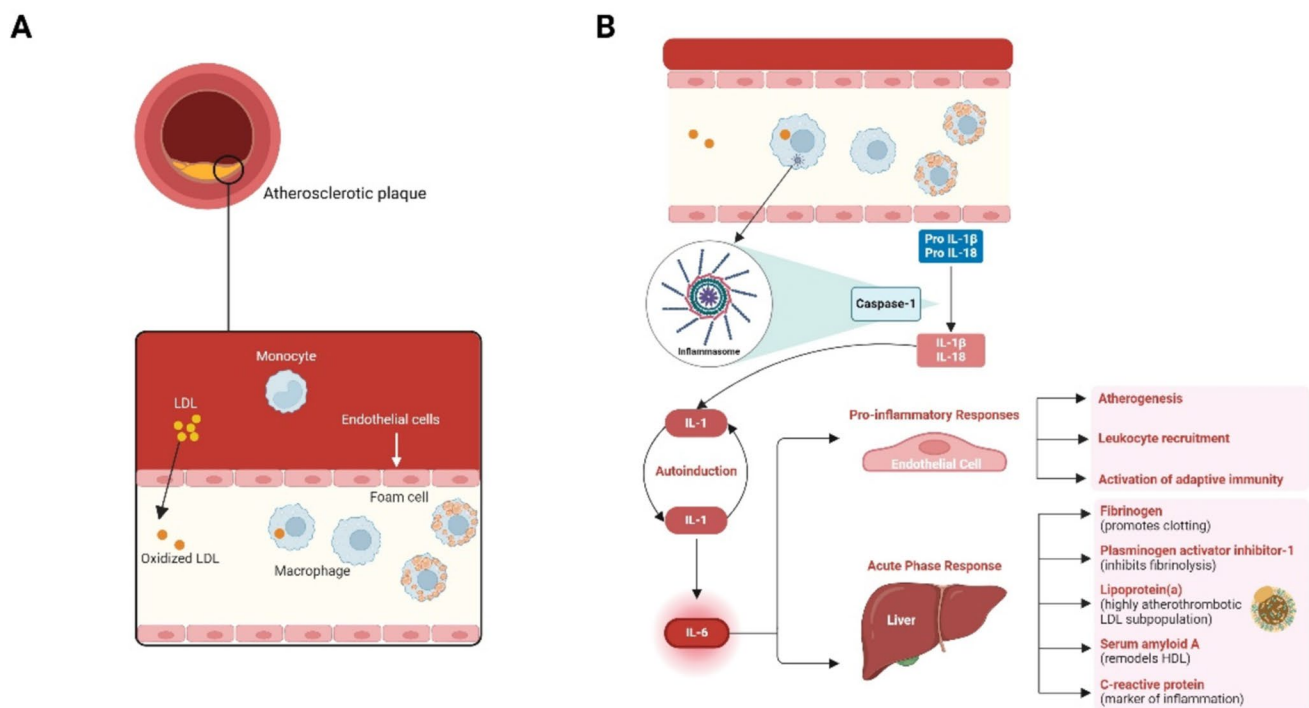 A
Atherosclerotic plaque
Monocyte
LDL
Endothelial cells
Foam cell
Oxidized LDL
Macrophage
B
Pro IL-1β
Pro IL-18
Caspase-1
Inflammasome
IL-1β
IL-18
IL-1
Autoinduction
IL-1
IL-6
Pro-inflammatory Responses
Endothelial Cell
Atherogenesis
Leukocyte recruitment
Activation of adaptive immunity
Acute Phase Response
Liver
Fibrinogen
(promotes clotting)
Plasminogen activator inhibitor-1
(inhibits fibrinolysis)
Lipoprotein(a)
(highly atherothrombotic
LDL subpopulation)
Serum amyloid A
(remodels HDL)
C-reactive protein
(marker of inflammation)